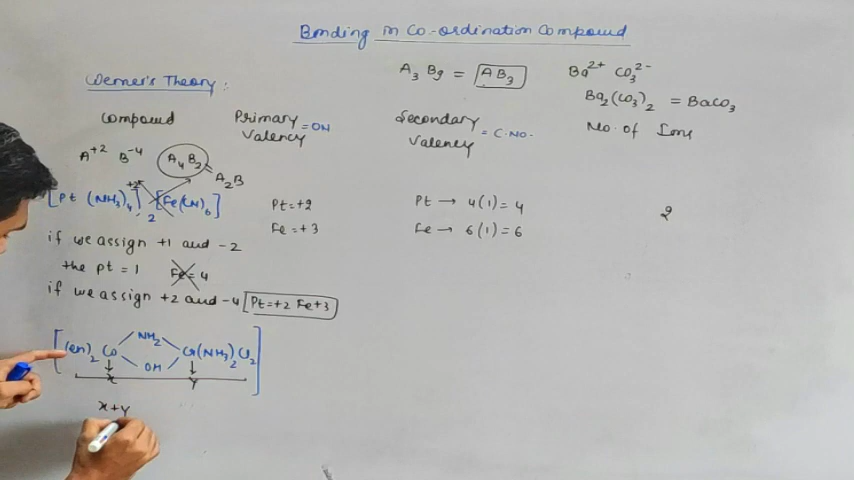 Bonding in Co-ordination Compound
Werner's Theory :
A3 B9 = AB3
Ba2+ CO3 2-
Ba2(CO3)2 = BaCO3
Compound
Primary Valency = ON
Secondary Valency = C.NO.
No. of Ions
A+2 B-4 A4B2 = A2B
[Pt (NH3)4]+2 2 [Fe(CN)6]
Pt = +2
Pt → 4(1) = 4
2
Fe = +3
Fe → 6(1) = 6
if we assign +1 and -2
the pt = 1 Fe = 4
if we assign +2 and -4 Pt=+2 Fe+3
[(en)2 Co NH2 OH Cr(NH3)2Cl2]
x y
x+y